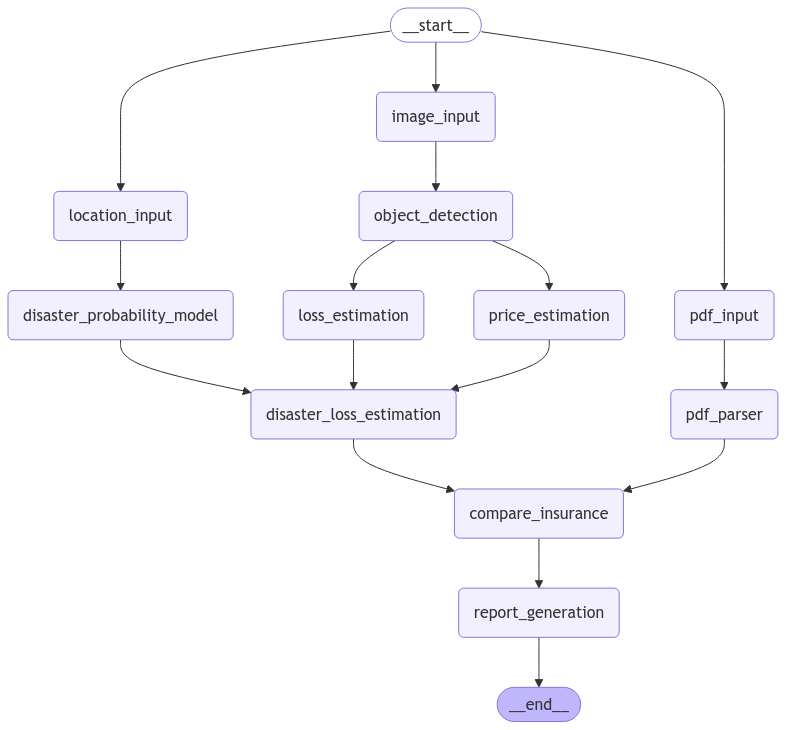 __start__
image_input
location_input
object_detection
disaster_probability_model
loss_estimation
price_estimation
pdf_input
disaster_loss_estimation
pdf_parser
compare_insurance
report_generation
__end__